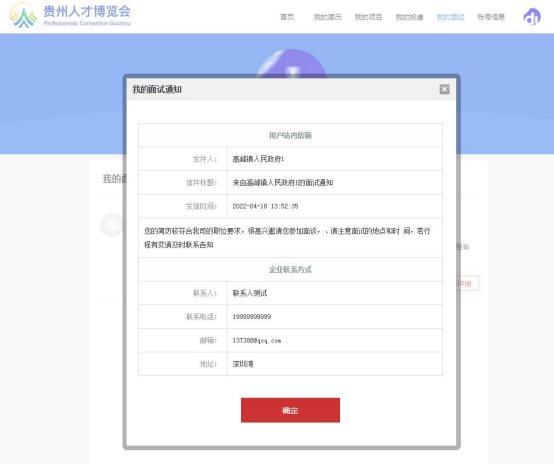 贵州人才博览会
Professionals Convention.Guizhou
首页 我的简历 我的项目 我的投递 我的面试 账号信息
我的面试通知
用户站内信箱
发件人: 高峰镇人民政府1
信件标题: 来自高峰镇人民政府1的面试通知
发信时间: 2022-04-18 13:52:35
您的简历较符合我司的职位要求，很高兴邀请您参加面谈，、请注意面试的地点和时 间，若行
程有变请及时联系告知
企业联系方式
联系人: 联系人测试
联系电话: 19999999999
邮箱: 137388@qcq.com
地址: 深圳湾
确定
我的面